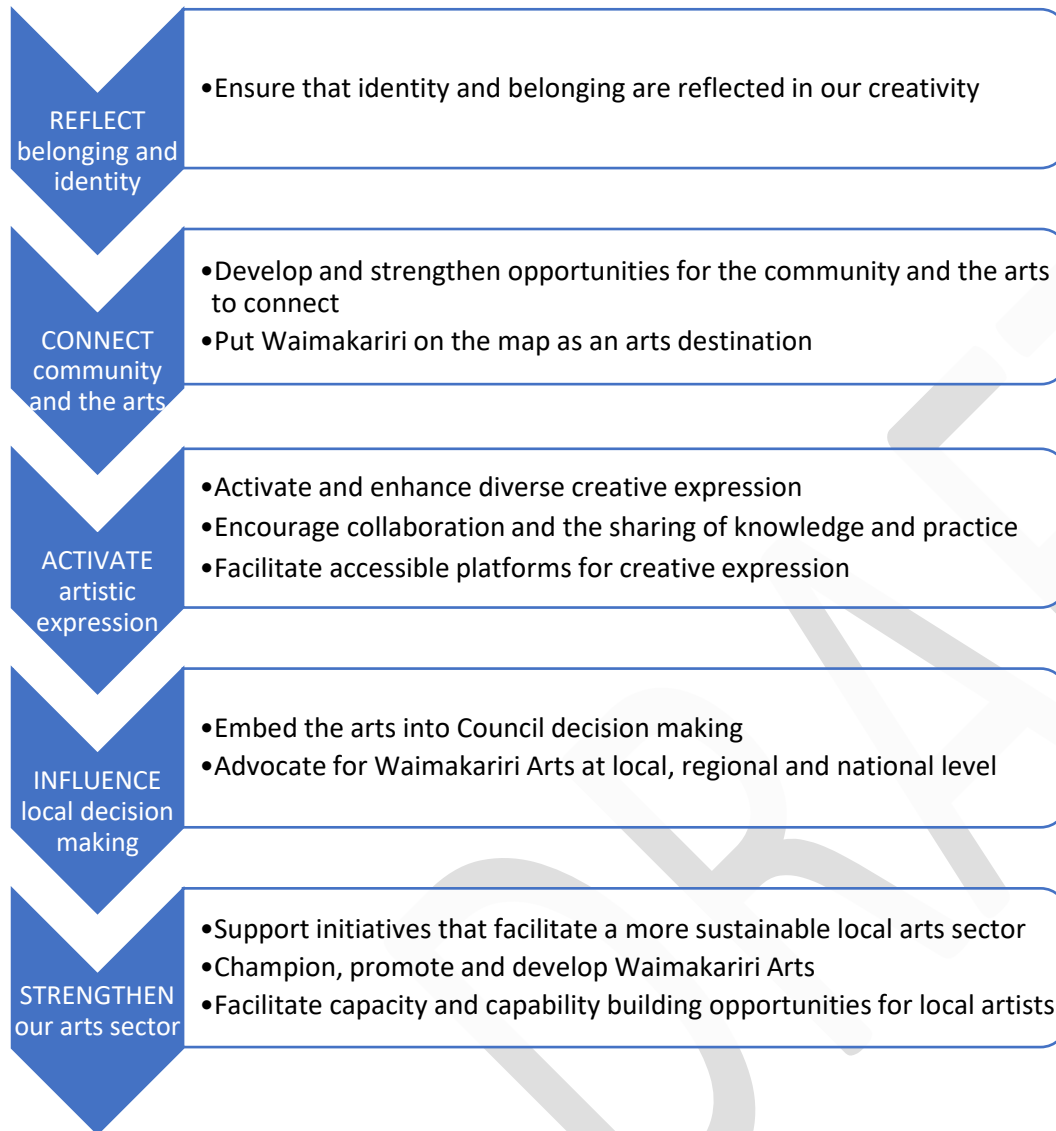 REFLECT
belonging and
identity
•Ensure that identity and belonging are reflected in our creativity
CONNECT
community
and the arts
•Develop and strengthen opportunities for the community and the arts
to connect
•Put Waimakariri on the map as an arts destination
ACTIVATE
artistic
expression
•Activate and enhance diverse creative expression
•Encourage collaboration and the sharing of knowledge and practice
•Facilitate accessible platforms for creative expression
INFLUENCE
local decision
making
•Embed the arts into Council decision making
•Advocate for Waimakariri Arts at local, regional and national level
STRENGTHEN
our arts sector
•Support initiatives that facilitate a more sustainable local arts sector
•Champion, promote and develop Waimakariri Arts
•Facilitate capacity and capability building opportunities for local artists
DRAFT